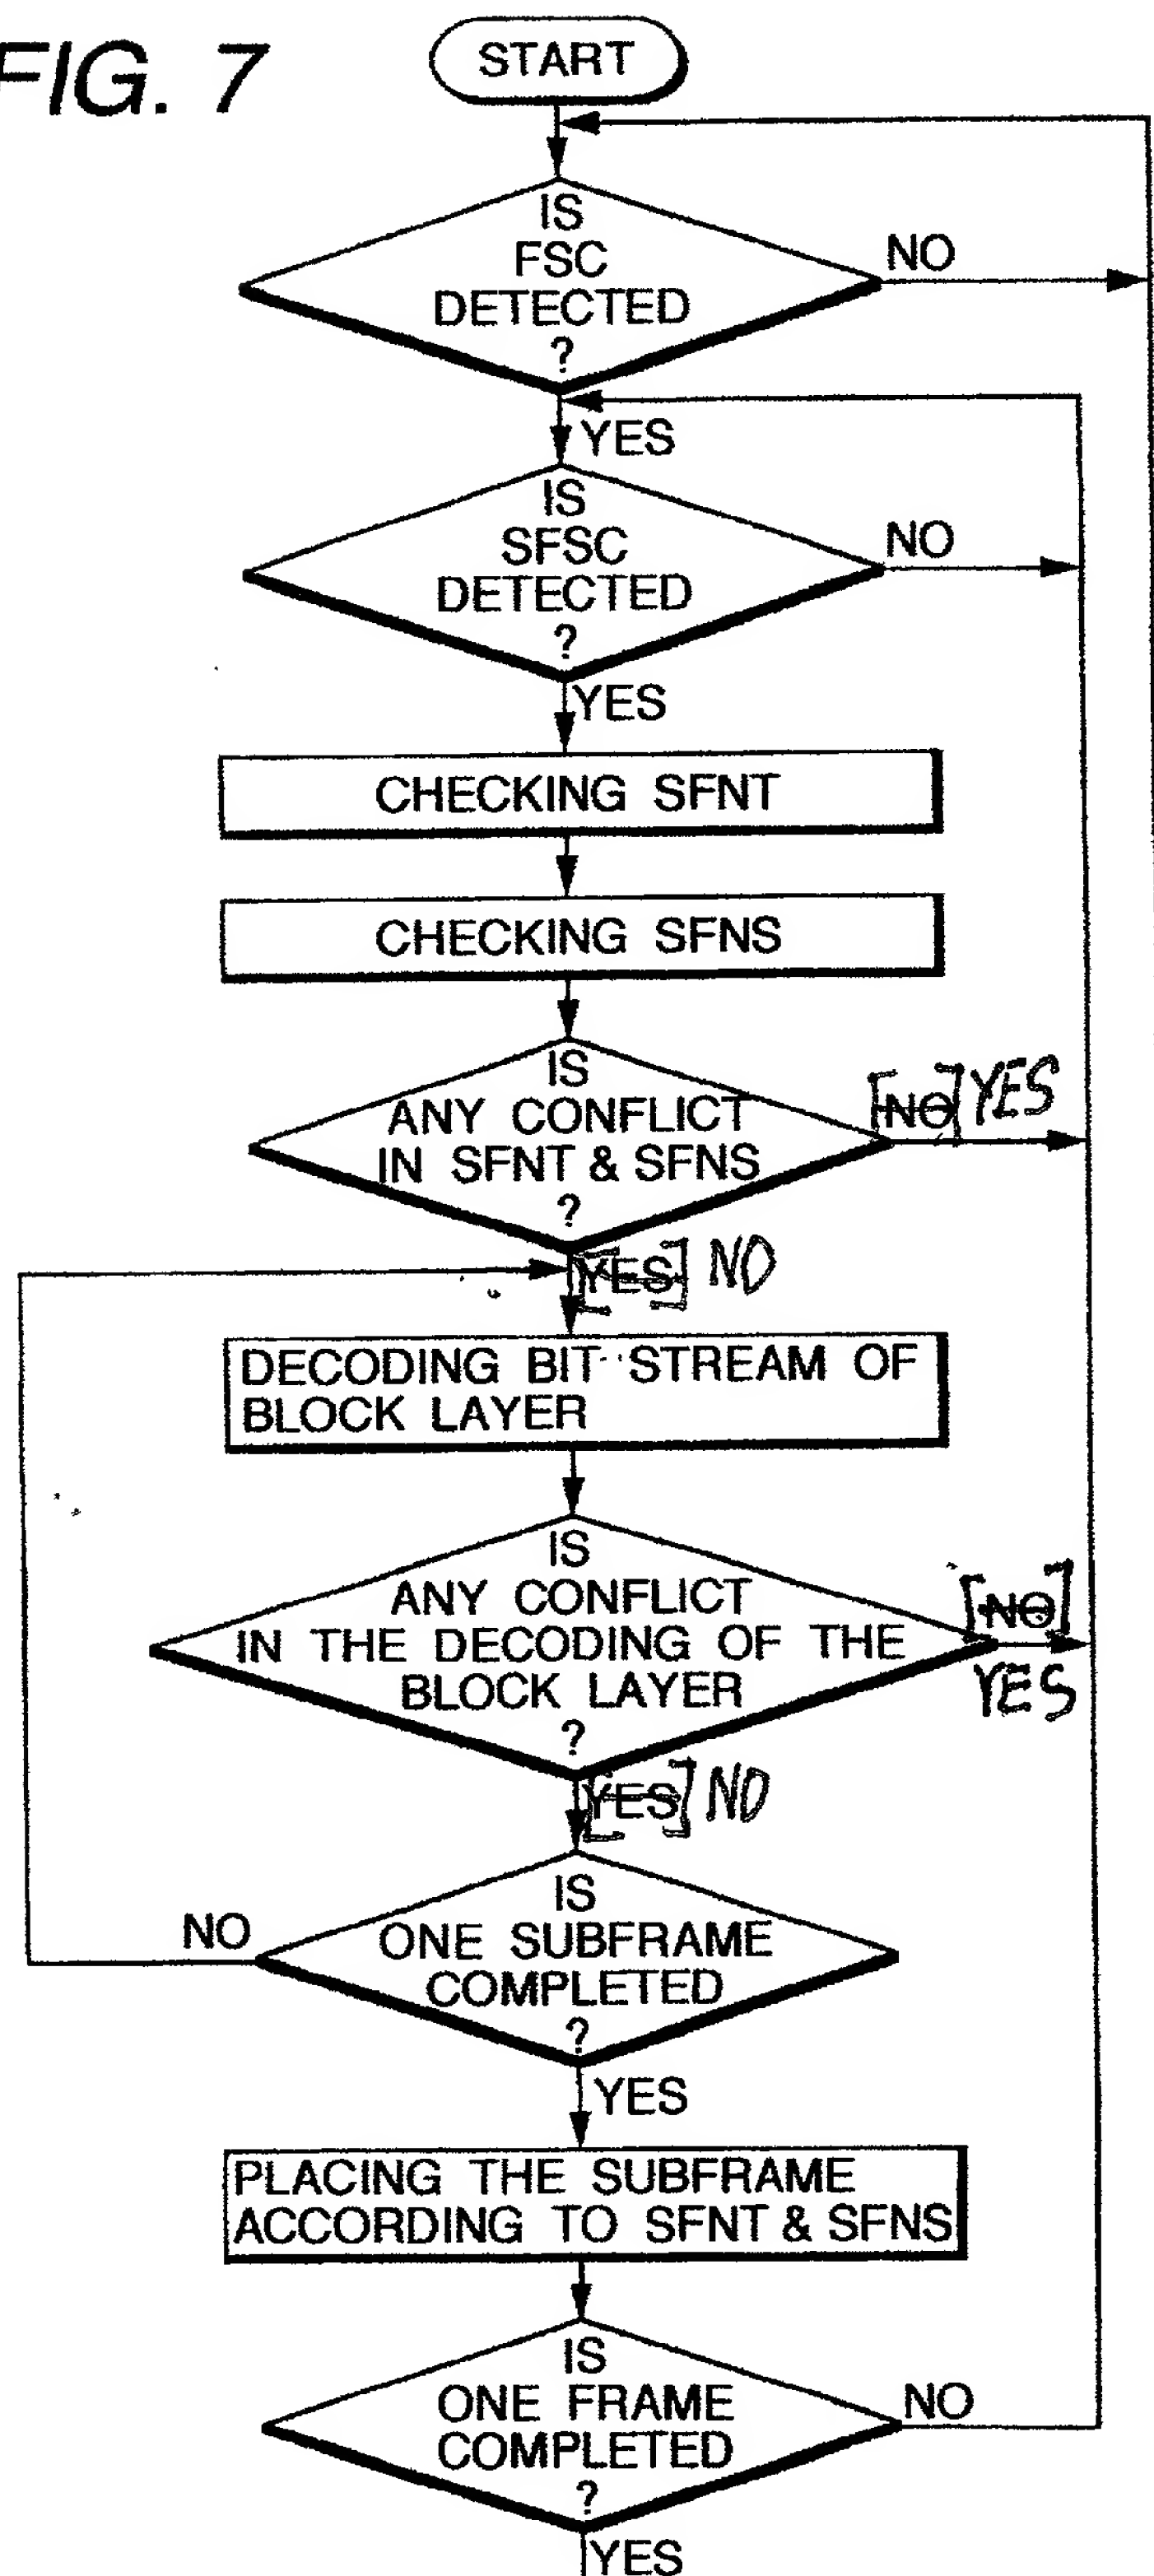 FIG. 7
START
IS
FSC
DETECTED
?
NO
YES
IS
SFSC
DETECTED
?
NO
YES
CHECKING SFNT
CHECKING SFNS
IS
ANY CONFLICT
IN SFNT & SFNS
?
[NO] YES
[YES] NO
DECODING BIT STREAM OF
BLOCK LAYER
IS
ANY CONFLICT
IN THE DECODING OF THE
BLOCK LAYER
?
[NO]
YES
[YES] NO
IS
ONE SUBFRAME
COMPLETED
?
NO
YES
PLACING THE SUBFRAME
ACCORDING TO SFNT & SFNS
IS
ONE FRAME
COMPLETED
?
NO
YES